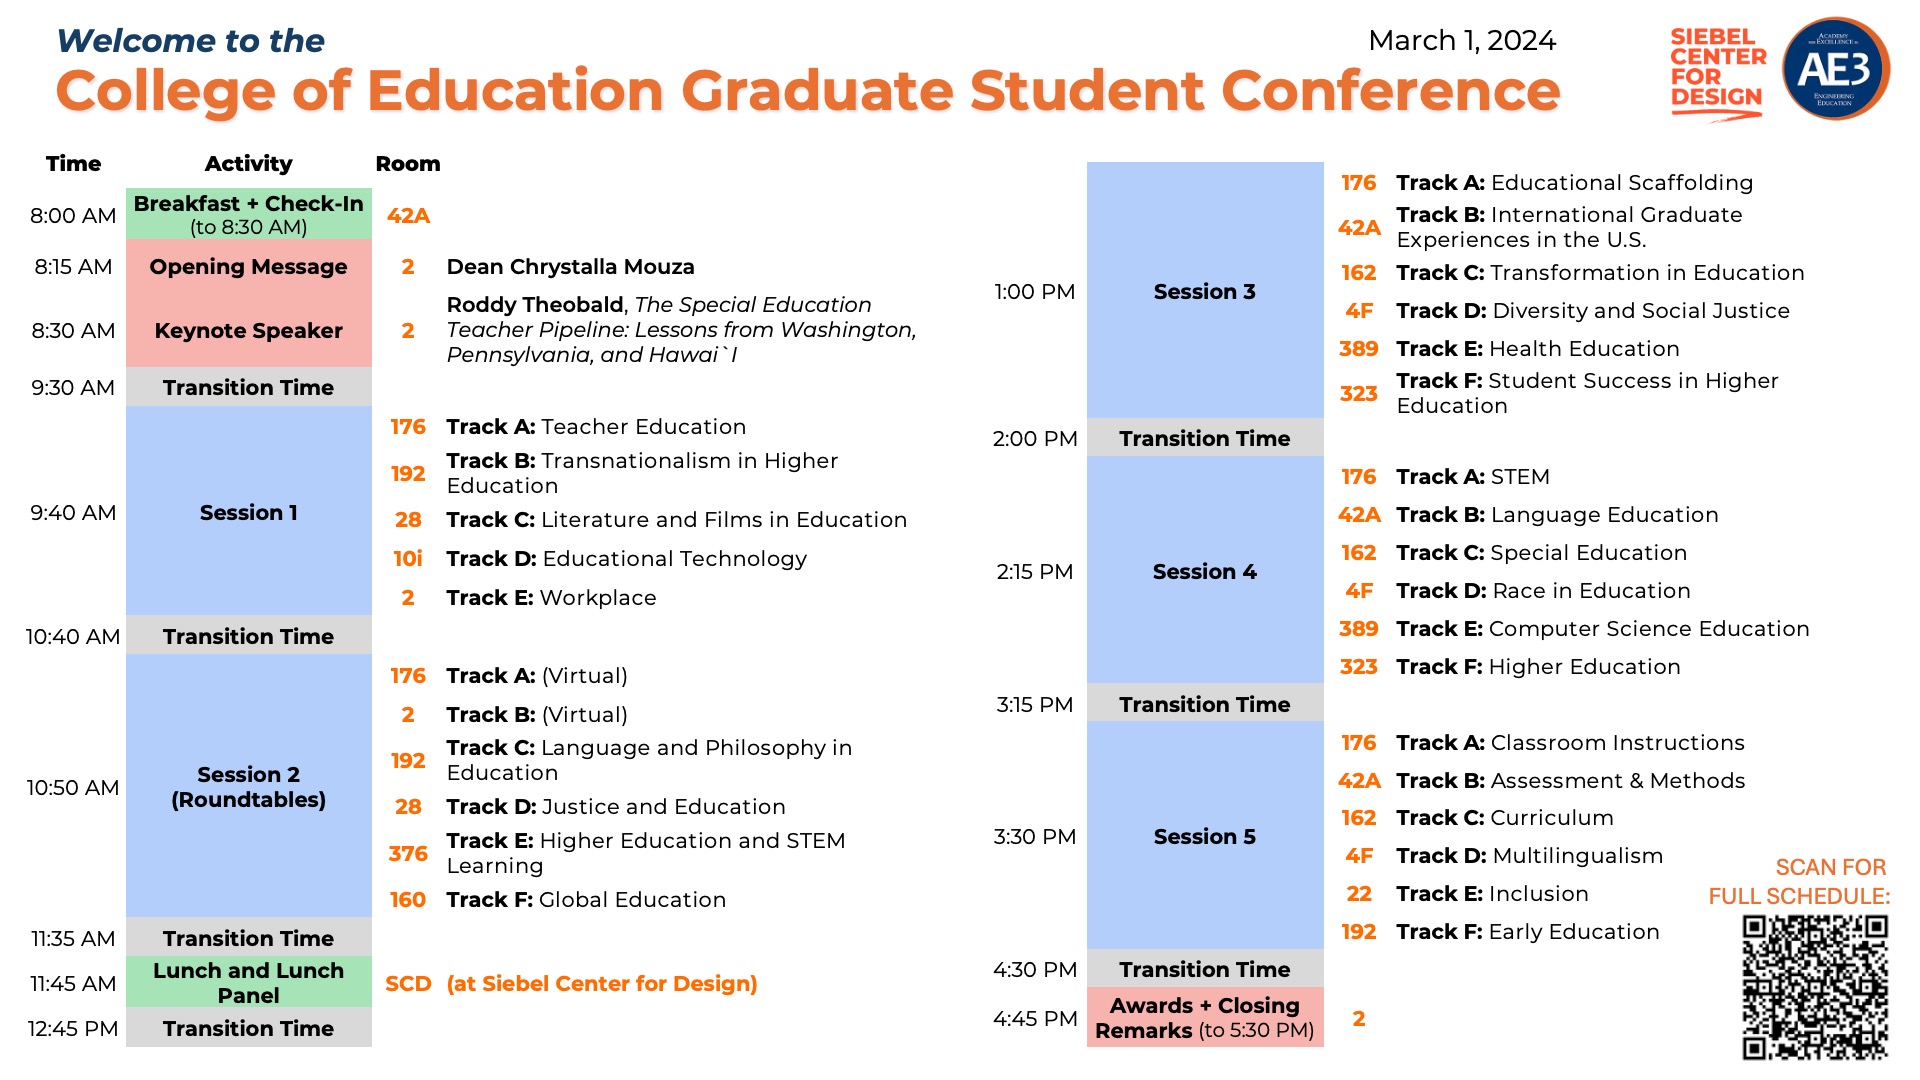 Welcome to the
March 1, 2024
College of Education Graduate Student Conference
SIEBEL
CENTER
FOR
DESIGN
ACADEMY
FOR EXCELLENCE IN
AE3
ENGINEERING
EDUCATION
Time Activity Room
8:00 AM Breakfast + Check-In 42A
(to 8:30 AM)
8:15 AM Opening Message 2 Dean Chrystalla Mouza
8:30 AM Keynote Speaker 2 Roddy Theobald, The Special Education
Teacher Pipeline: Lessons from Washington,
Pennsylvania, and Hawai`I
9:30 AM Transition Time
9:40 AM Session 1
176 Track A: Teacher Education
192 Track B: Transnationalism in Higher
Education
28 Track C: Literature and Films in Education
10i Track D: Educational Technology
2 Track E: Workplace
10:40 AM Transition Time
10:50 AM Session 2
(Roundtables)
176 Track A: (Virtual)
2 Track B: (Virtual)
192 Track C: Language and Philosophy in
Education
28 Track D: Justice and Education
376 Track E: Higher Education and STEM
Learning
160 Track F: Global Education
11:35 AM Transition Time
11:45 AM Lunch and Lunch
Panel
SCD (at Siebel Center for Design)
12:45 PM Transition Time
1:00 PM Session 3
176 Track A: Educational Scaffolding
42A Track B: International Graduate
Experiences in the U.S.
162 Track C: Transformation in Education
4F Track D: Diversity and Social Justice
389 Track E: Health Education
323 Track F: Student Success in Higher
Education
2:00 PM Transition Time
2:15 PM Session 4
176 Track A: STEM
42A Track B: Language Education
162 Track C: Special Education
4F Track D: Race in Education
389 Track E: Computer Science Education
323 Track F: Higher Education
3:15 PM Transition Time
3:30 PM Session 5
176 Track A: Classroom Instructions
42A Track B: Assessment & Methods
162 Track C: Curriculum
4F Track D: Multilingualism
22 Track E: Inclusion
192 Track F: Early Education
4:30 PM Transition Time
4:45 PM Awards + Closing
Remarks (to 5:30 PM)
2
SCAN FOR
FULL SCHEDULE: